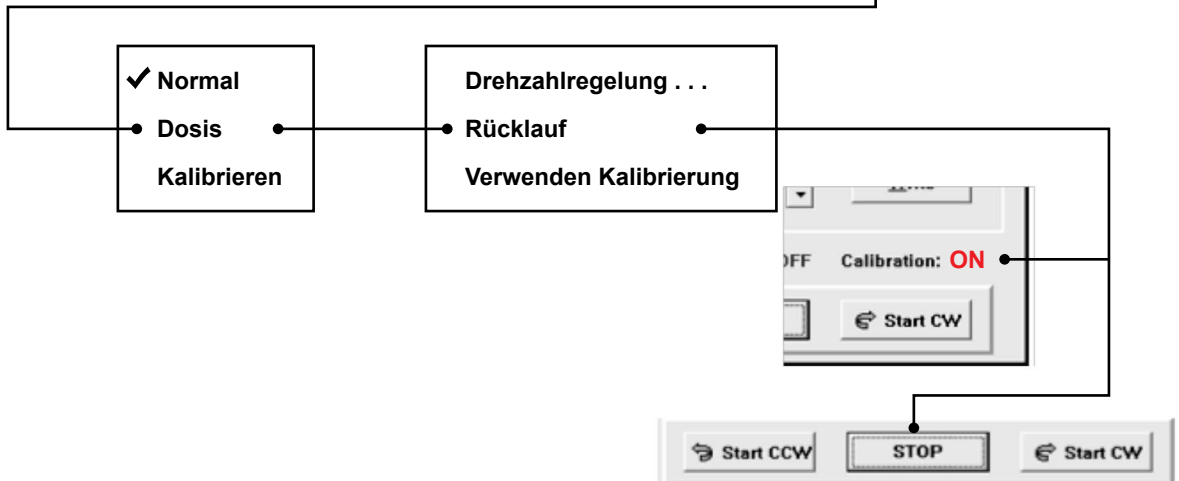 ✓ Normal
Dosis
Kalibrieren
Drehzahlregelung . . .
Rücklauf
Verwenden Kalibrierung
Calibration: ON
Start CW
Start CCW
STOP
Start CW